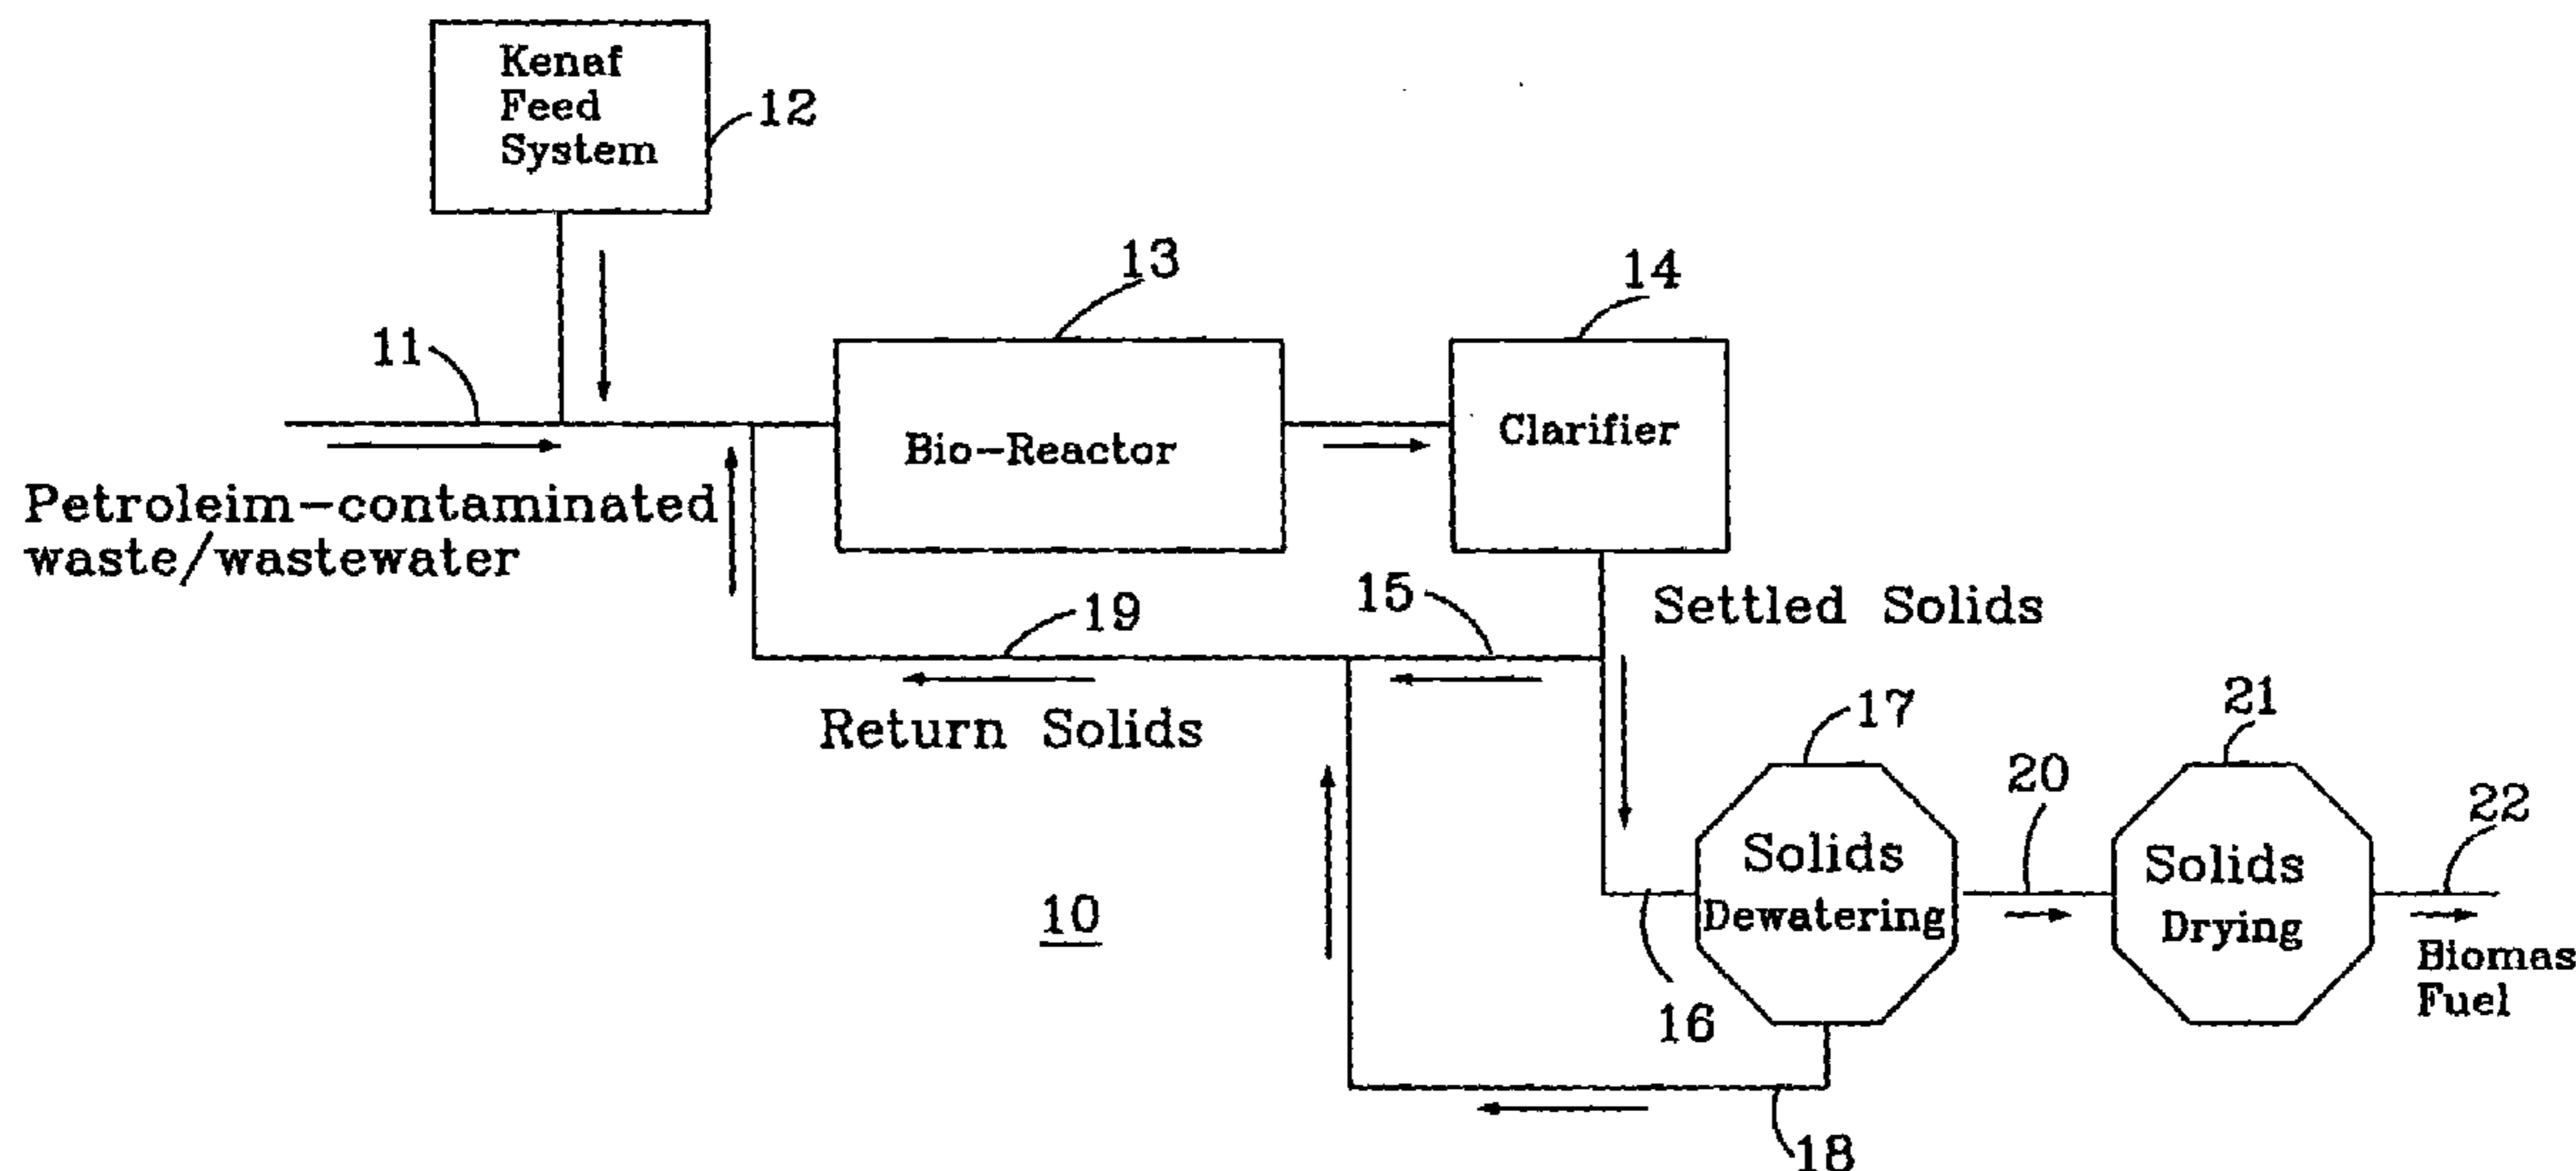 Kenaf
Feed
System
12
13
14
11
Petroleim-contaminated
waste/wastewater
Bio-Reactor
Clarifier
19
15
Settled Solids
Return Solids
17
21
20
22
Solids
Dewatering
Solids
Drying
10
16
Biomas
Fuel
18